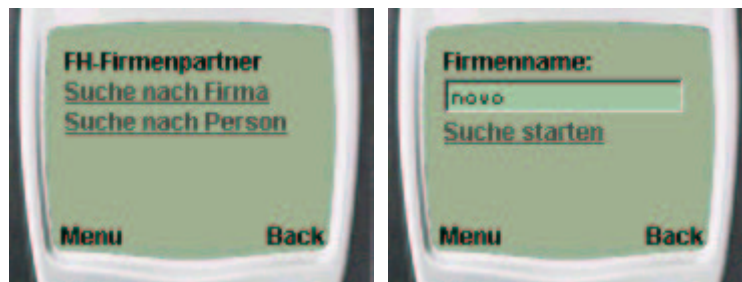 FH-Firmenpartner
Suche nach Firma
Suche nach Person
Menu
Back
Firmenname:
novo
Suche starten
Menu
Back